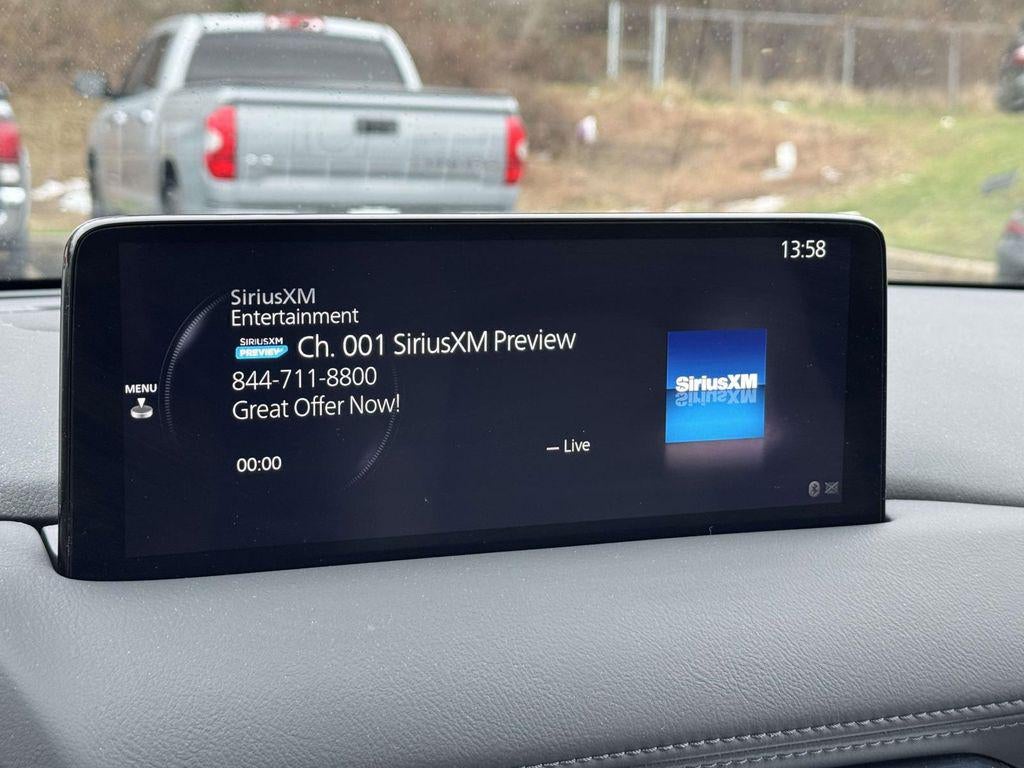 13:58
SiriusXM
Entertainment
SIRIUSXM
PREVIEW
Ch. 001 SiriusXM Preview
844-711-8800
Great Offer Now!
MENU
SiriusXM
– Live
00:00